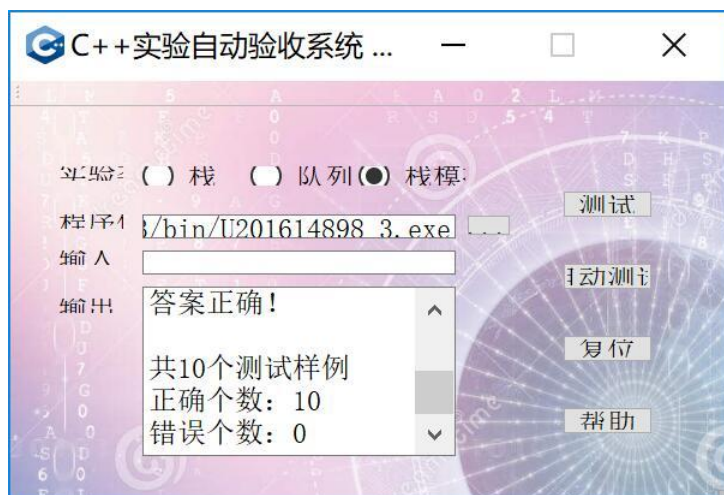 C++实验自动验收系统 ...
栈 队列 栈模
测试
/bin/U201614898_3.exe
...
输入
自动测试
输出
答案正确！
共10个测试样例
正确个数：10
错误个数：0
复位
帮助